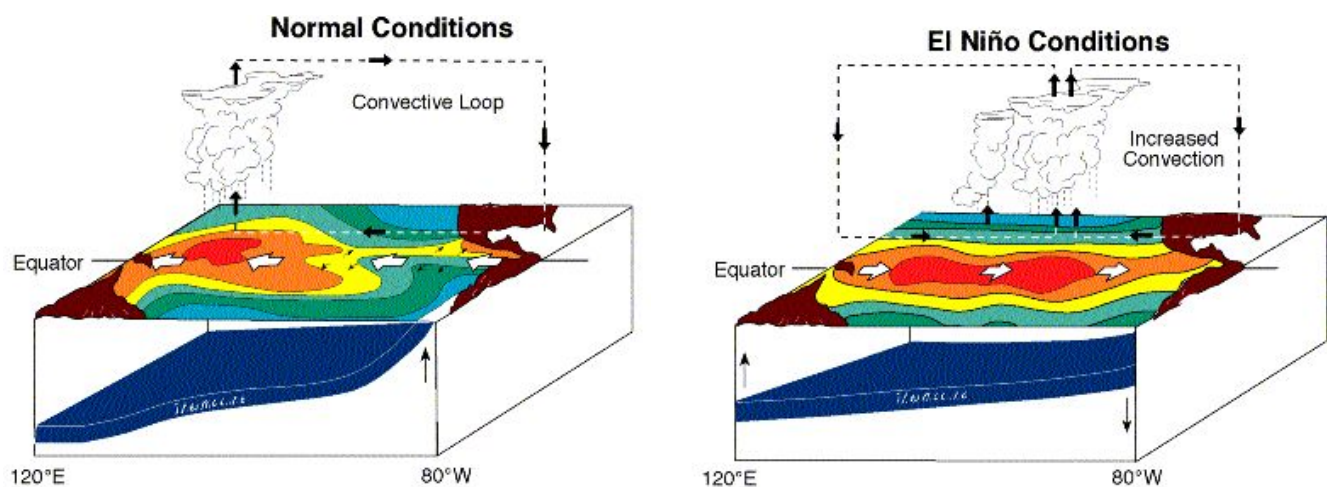 Normal Conditions
Convective Loop
Equator
120°E
80°W
El Niño Conditions
Increased
Convection
Equator
120°E
80°W